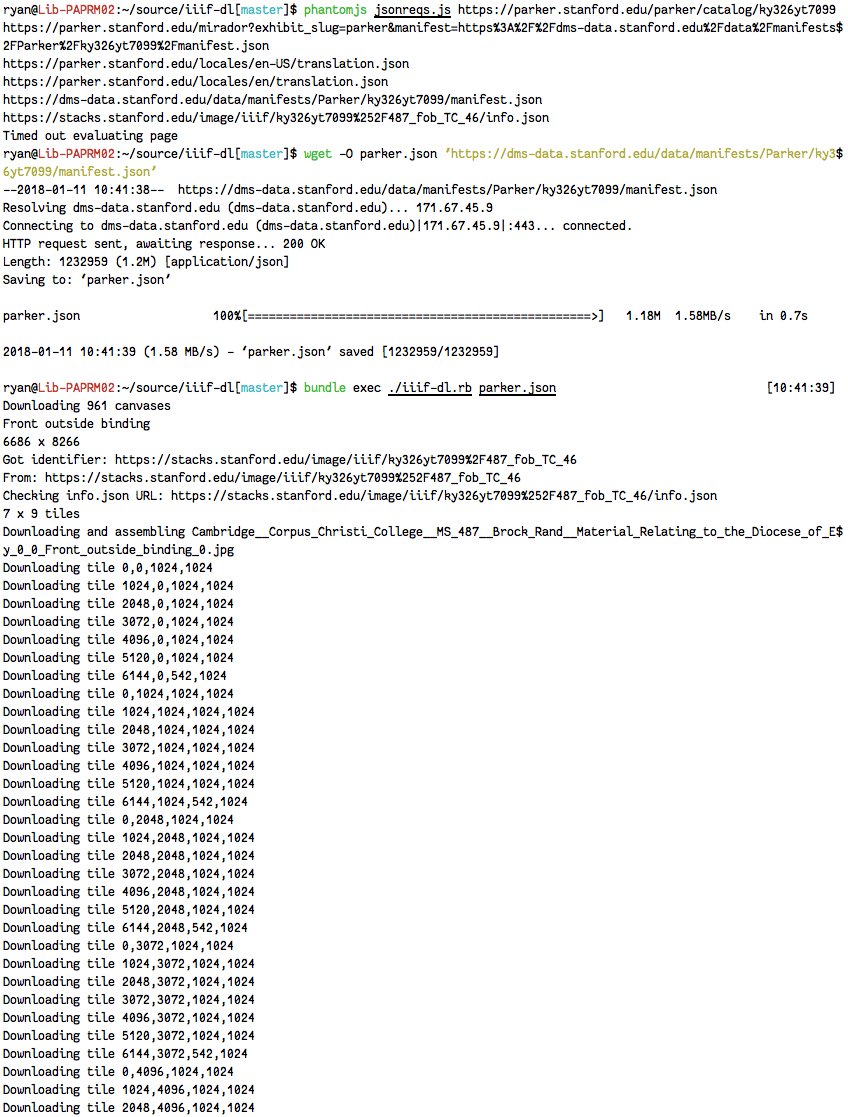 ryan@Lib-PAPRM02:~/source/iiif-dl[master]$ phantomjs jsonreqs.js https://parker.stanford.edu/parker/catalog/ky326yt7099
https://parker.stanford.edu/mirador?exhibit_slug=parker&manifest=https%3A%2F%2Fdms-data.stanford.edu%2Fdata%2Fmanifests$
2FParker%2Fky326yt7099%2Fmanifest.json
https://parker.stanford.edu/locales/en-US/translation.json
https://parker.stanford.edu/locales/en/translation.json
https://dms-data.stanford.edu/data/manifests/Parker/ky326yt7099/manifest.json
https://stacks.stanford.edu/image/iiif/ky326yt7099%252F487_fob_TC_46/info.json
Timed out evaluating page
ryan@Lib-PAPRM02:~/source/iiif-dl[master]$ wget -O parker.json 'https://dms-data.stanford.edu/data/manifests/Parker/ky3$
6yt7099/manifest.json'
--2018-01-11 10:41:38--  https://dms-data.stanford.edu/data/manifests/Parker/ky326yt7099/manifest.json
Resolving dms-data.stanford.edu (dms-data.stanford.edu)... 171.67.45.9
Connecting to dms-data.stanford.edu (dms-data.stanford.edu)|171.67.45.9|:443... connected.
HTTP request sent, awaiting response... 200 OK
Length: 1232959 (1.2M) [application/json]
Saving to: ‘parker.json’
parker.json 100%[=================================================>] 1.18M 1.58MB/s in 0.7s
2018-01-11 10:41:39 (1.58 MB/s) - ‘parker.json’ saved [1232959/1232959]
ryan@Lib-PAPRM02:~/source/iiif-dl[master]$ bundle exec ./iiif-dl.rb parker.json [10:41:39]
Downloading 961 canvases
Front outside binding
6686 x 8266
Got identifier: https://stacks.stanford.edu/image/iiif/ky326yt7099%2F487_fob_TC_46
From: https://stacks.stanford.edu/image/iiif/ky326yt7099%252F487_fob_TC_46
Checking info.json URL: https://stacks.stanford.edu/image/iiif/ky326yt7099%252F487_fob_TC_46/info.json
7 x 9 tiles
Downloading and assembling Cambridge__Corpus_Christi_College__MS_487__Brock_Rand__Material_Relating_to_the_Diocese_of_E$
y_0_0_Front_outside_binding_0.jpg
Downloading tile 0,0,1024,1024
Downloading tile 1024,0,1024,1024
Downloading tile 2048,0,1024,1024
Downloading tile 3072,0,1024,1024
Downloading tile 4096,0,1024,1024
Downloading tile 5120,0,1024,1024
Downloading tile 6144,0,542,1024
Downloading tile 0,1024,1024,1024
Downloading tile 1024,1024,1024,1024
Downloading tile 2048,1024,1024,1024
Downloading tile 3072,1024,1024,1024
Downloading tile 4096,1024,1024,1024
Downloading tile 5120,1024,1024,1024
Downloading tile 6144,1024,542,1024
Downloading tile 0,2048,1024,1024
Downloading tile 1024,2048,1024,1024
Downloading tile 2048,2048,1024,1024
Downloading tile 3072,2048,1024,1024
Downloading tile 4096,2048,1024,1024
Downloading tile 5120,2048,1024,1024
Downloading tile 6144,2048,542,1024
Downloading tile 0,3072,1024,1024
Downloading tile 1024,3072,1024,1024
Downloading tile 2048,3072,1024,1024
Downloading tile 3072,3072,1024,1024
Downloading tile 4096,3072,1024,1024
Downloading tile 5120,3072,1024,1024
Downloading tile 6144,3072,542,1024
Downloading tile 0,4096,1024,1024
Downloading tile 1024,4096,1024,1024
Downloading tile 2048,4096,1024,1024